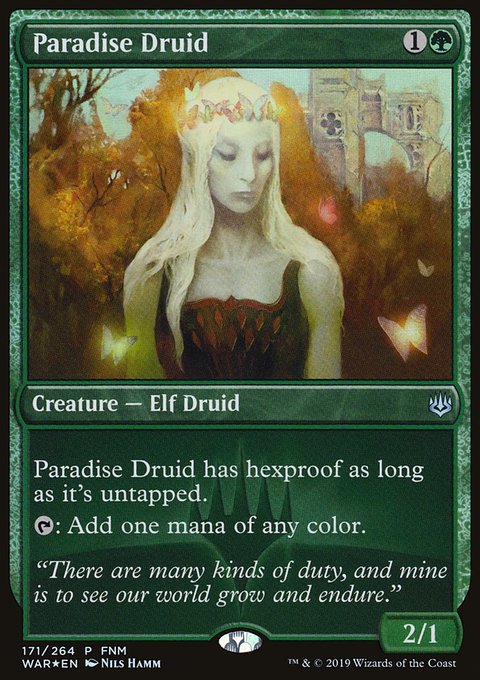 Paradise Druid 1
Creature — Elf Druid
Paradise Druid has hexproof as long
as it's untapped.
: Add one mana of any color.
“There are many kinds of duty, and mine
is to see our world grow and endure.”
2/1
171/264 P FNM
WAR★EN Nils Hamm
™ & © 2019 Wizards of the Coast